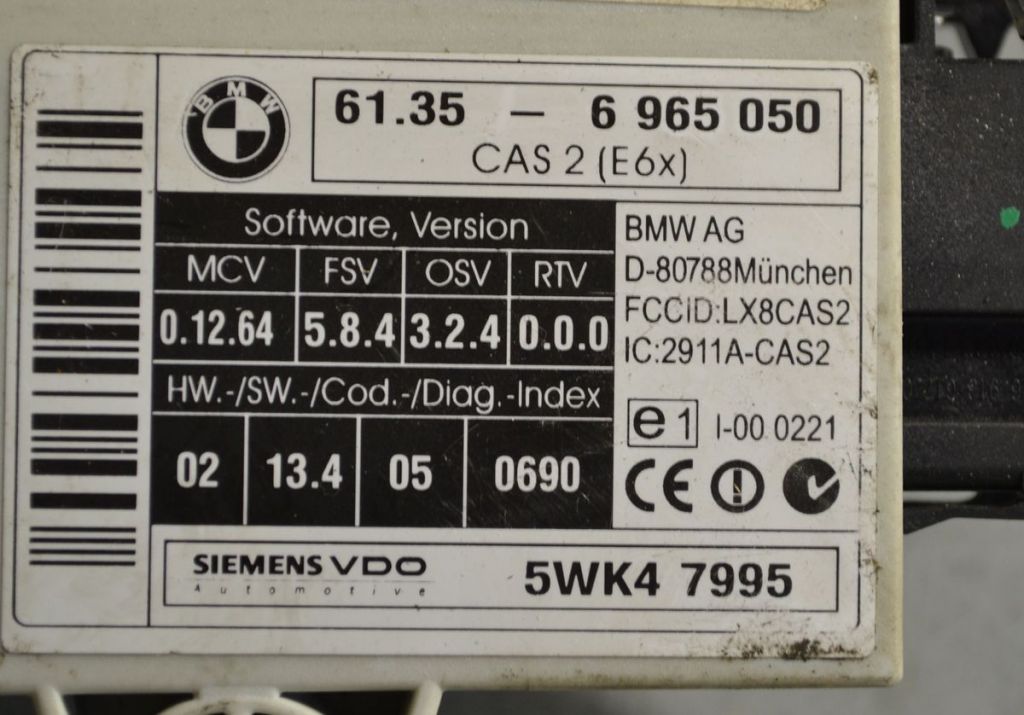 BMW
61.35 — 6 965 050
CAS 2 (E6x)
Software, Version
MCV FSV OSV RTV
0.12.64 5.8.4 3.2.4 0.0.0
HW.-/SW.-/Cod.-/Diag.-Index
02 13.4 05 0690
BMW AG
D-80788München
FCCID:LX8CAS2
IC:2911A-CAS2
e1 I-00 0221
CE
SIEMENS VDO
Automotive
5WK4 7995